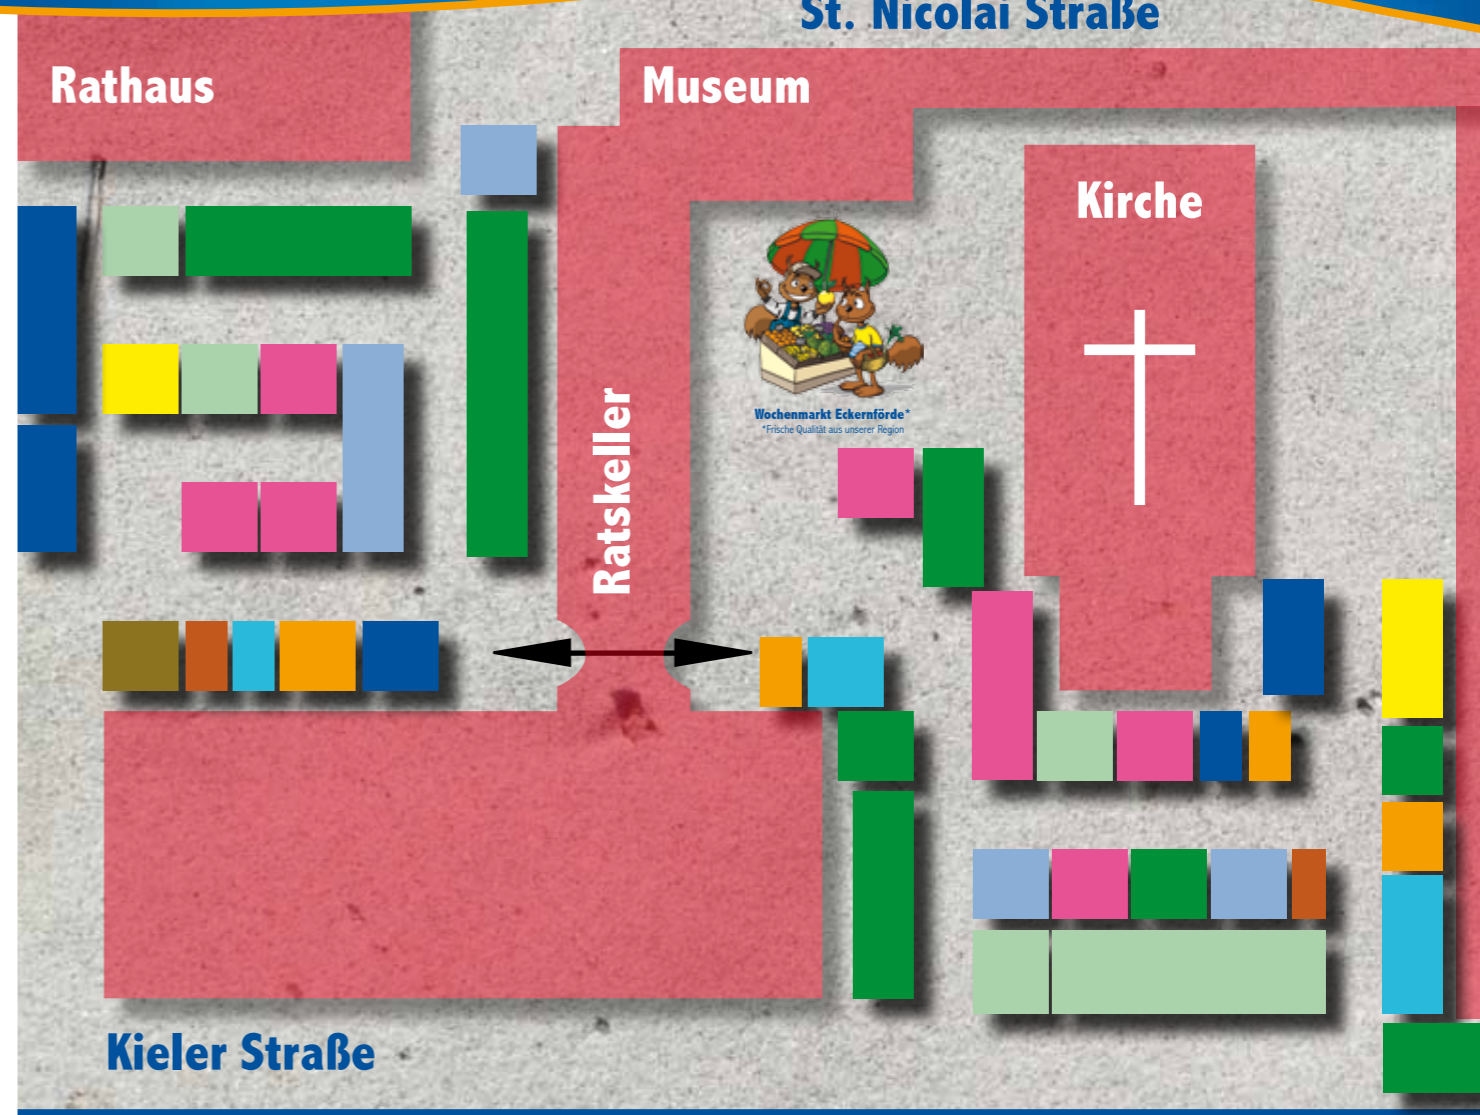 St. Nicolai Straße
Rathaus
Museum
Kirche
Ratskeller
Wochenmarkt Eckernförde*
*Frische Qualität aus unserer Region
Kieler Straße